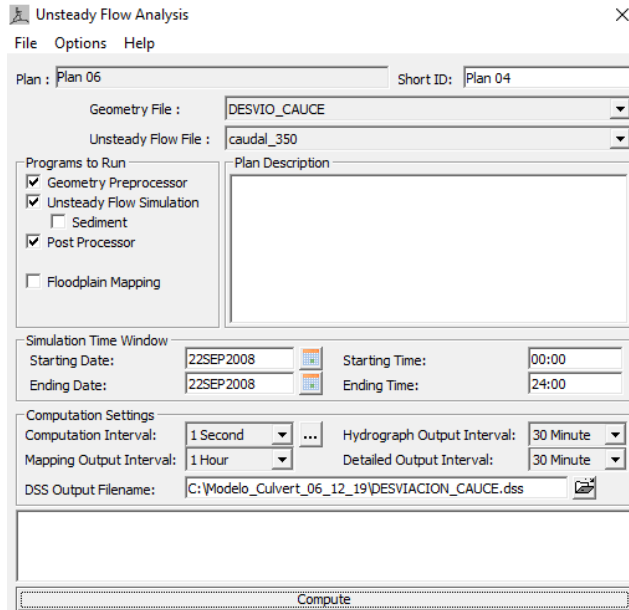 Unsteady Flow Analysis
File Options Help
Plan : Plan 06 Short ID: Plan 04
Geometry File : DESVIO_CAUCE
Unsteady Flow File : caudal_350
Programs to Run Plan Description
Geometry Preprocessor
Unsteady Flow Simulation
Sediment
Post Processor
Floodplain Mapping
Simulation Time Window
Starting Date: 22SEP2008 Starting Time: 00:00
Ending Date: 22SEP2008 Ending Time: 24:00
Computation Settings
Computation Interval: 1 Second ... Hydrograph Output Interval: 30 Minute
Mapping Output Interval: 1 Hour Detailed Output Interval: 30 Minute
DSS Output Filename: C:\Modelo_Culvert_06_12_19\DESVIACION_CAUCE.dss
Compute